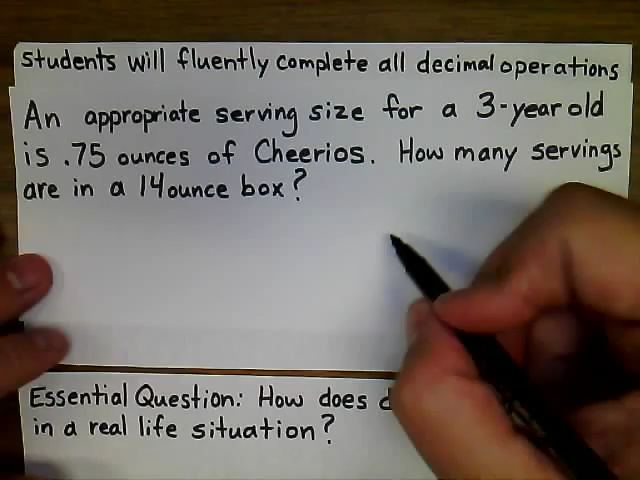 students will fluently complete all decimal operations
An appropriate serving size for a 3-year old
is .75 ounces of Cheerios. How many servings
are in a 14 ounce box?
Essential Question: How does
in a real life situation?